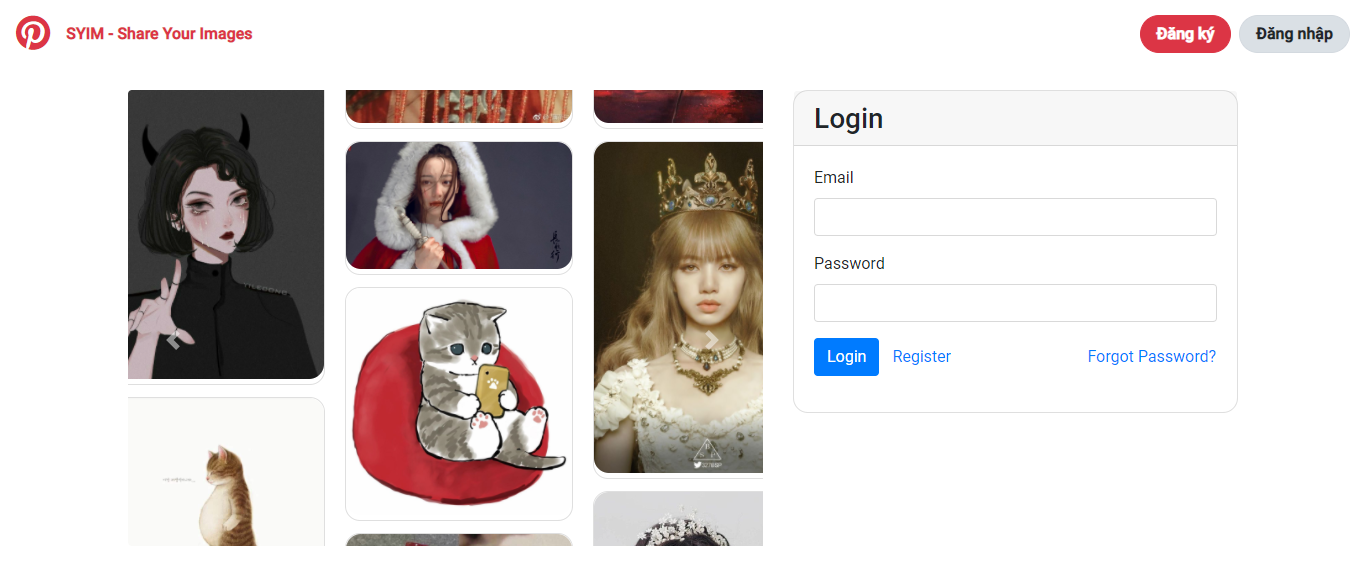 SYIM - Share Your Images
Đăng ký
Đăng nhập
Login
Email
Password
Login
Register
Forgot Password?